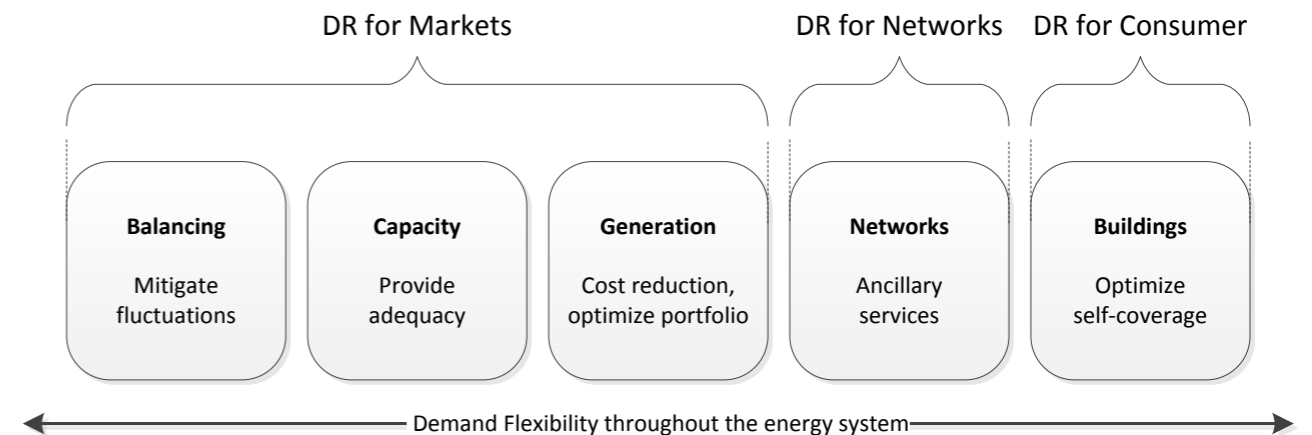 DR for Markets
DR for Networks
DR for Consumer
Balancing
Mitigate
fluctuations
Capacity
Provide
adequacy
Generation
Cost reduction,
optimize portfolio
Networks
Ancillary
services
Buildings
Optimize
self-coverage
Demand Flexibility throughout the energy system